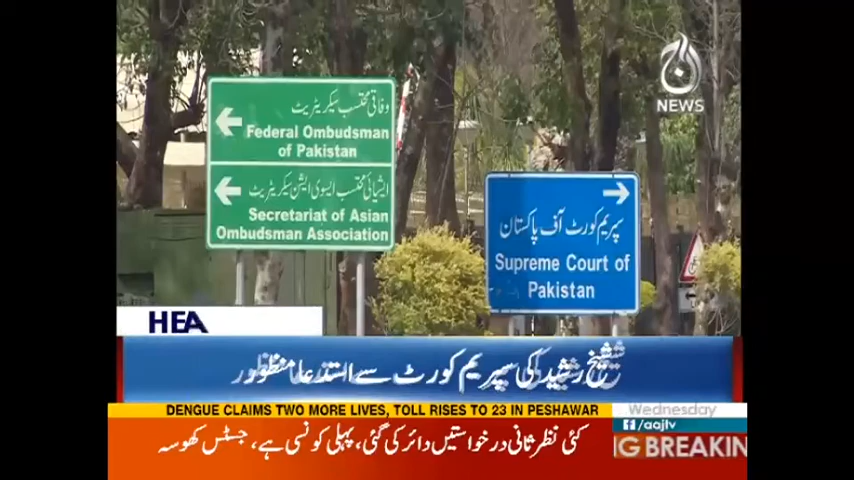 NEWS
وفاقی محتسب سیکریٹریٹ
Federal Ombudsman
of Pakistan
ایشیائی محتسب ایسوی ایشن سیکریٹریٹ
Secretariat of Asian
Ombudsman Association
سپریم کورٹ آف پاکستان
Supreme Court of
Pakistan
HEA
شیخ رشید کی سپریم کورٹ سے استدعا منظور
DENGUE CLAIMS TWO MORE LIVES, TOLL RISES TO 23 IN PESHAWAR
Wednesday
f/aajtv
کئی نظرثانی درخواستیں دائر کی گئی، پہلی کونسی ہے، جسٹس کھوسہ
IG BREAKIN